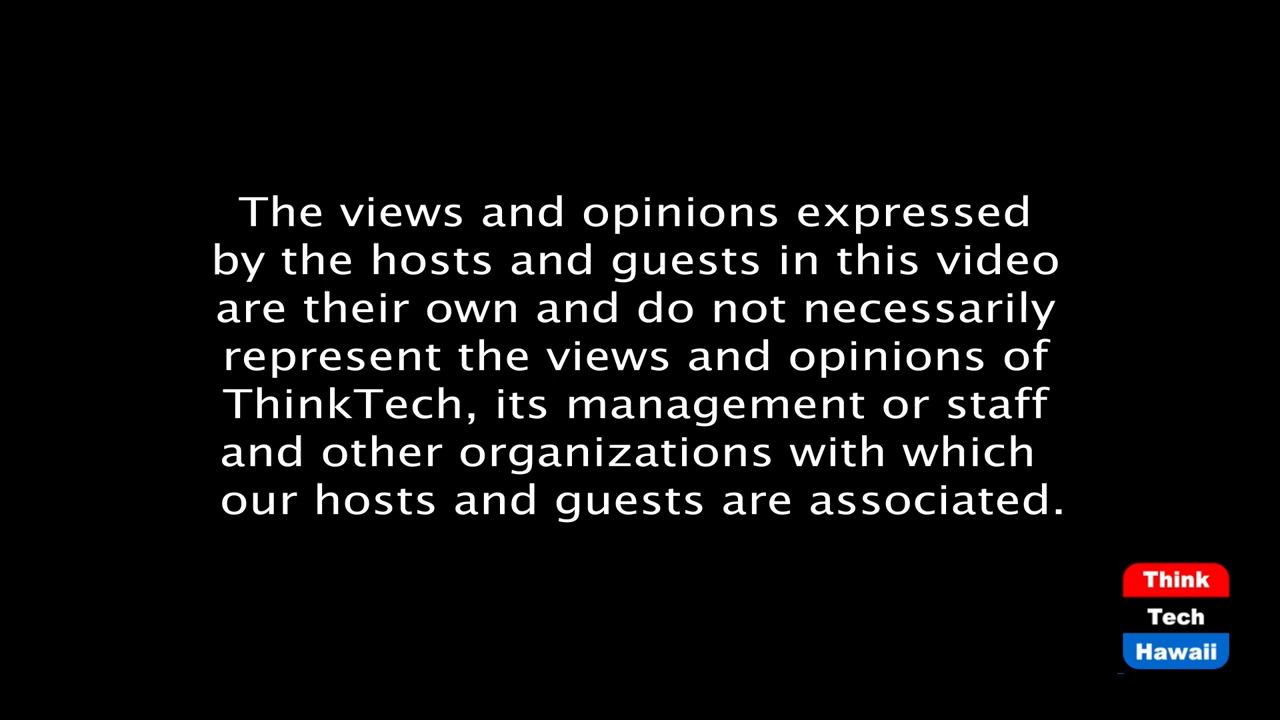 The views and opinions expressed
by the hosts and guests in this video
are their own and do not necessarily
represent the views and opinions of
ThinkTech, its management or staff
and other organizations with which
our hosts and guests are associated.
Think
Tech
Hawaii